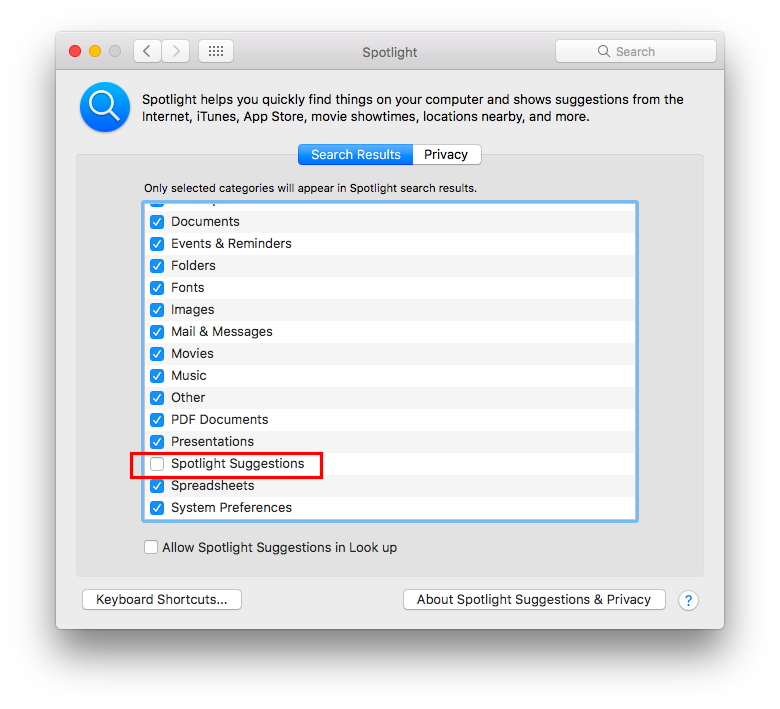 Spotlight
Search
Spotlight helps you quickly find things on your computer and shows suggestions from the
Internet, iTunes, App Store, movie showtimes, locations nearby, and more.
Search Results
Privacy
Only selected categories will appear in Spotlight search results.
Documents
Events & Reminders
Folders
Fonts
Images
Mail & Messages
Movies
Music
Other
PDF Documents
Presentations
Spotlight Suggestions
Spreadsheets
System Preferences
Allow Spotlight Suggestions in Look up
Keyboard Shortcuts...
About Spotlight Suggestions & Privacy
?